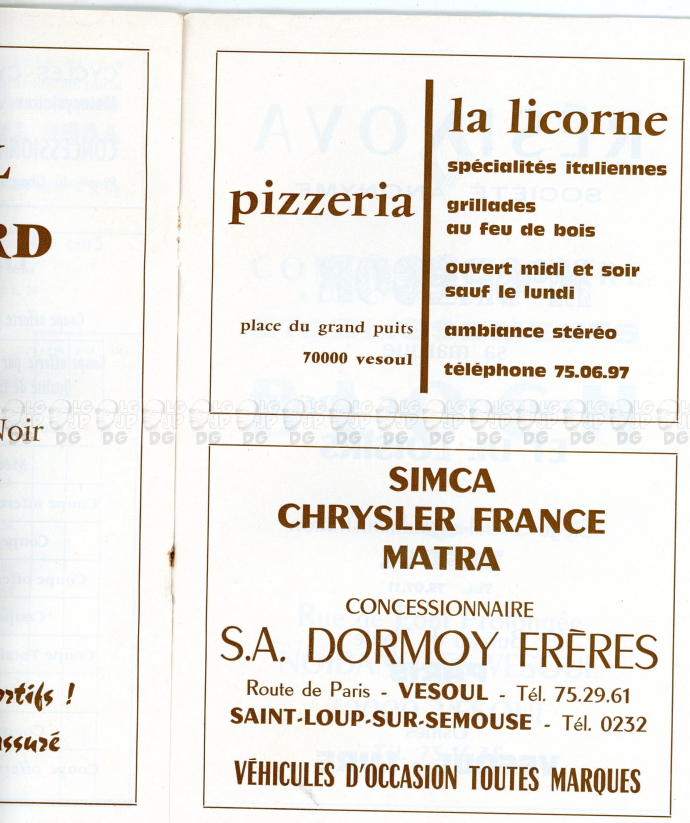 RD
Noir
!
assuré
pizzeria
place du grand puits
70000 vesoul
la licorne
spécialités italiennes
grillades
au feu de bois
ouvert midi et soir
sauf le lundi
ambiance stéréo
téléphone 75.06.97
SIMCA
CHRYSLER FRANCE
MATRA
CONCESSIONNAIRE
S.A. DORMOY FRÈRES
Route de Paris - VESOUL - Tél. 75.29.61
SAINT-LOUP-SUR-SEMOUSE - Tél. 0232
VÉHICULES D'OCCASION TOUTES MARQUES